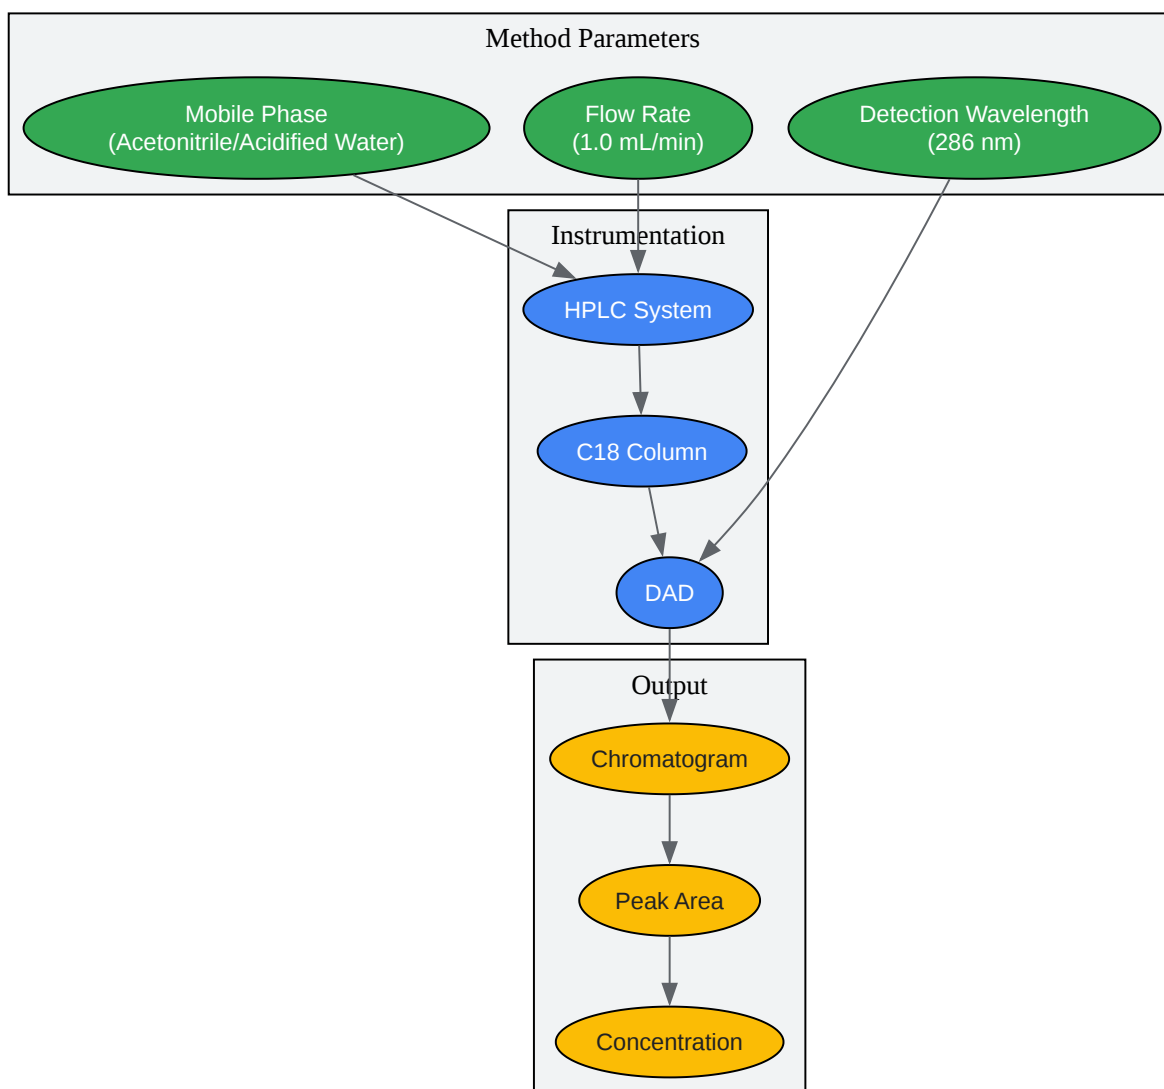 Method Parameters
Mobile Phase
(Acetonitrile/Acidified Water)
Flow Rate
(1.0 mL/min)
Detection Wavelength
(286 nm)
Instrumentation
HPLC System
C18 Column
DAD
Output
Chromatogram
Peak Area
Concentration